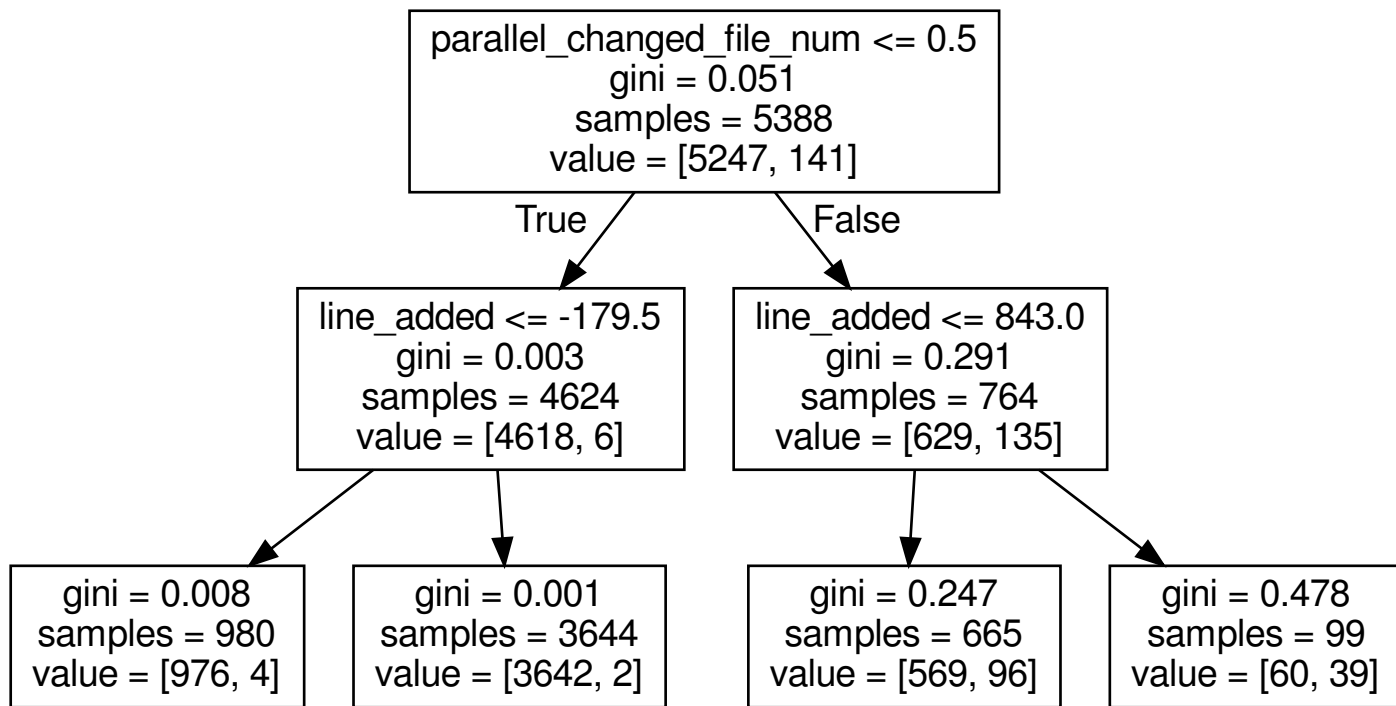 parallel_changed_file_num <= 0.5
gini = 0.051
samples = 5388
value = [5247, 141]
True
False
line_added <= -179.5
gini = 0.003
samples = 4624
value = [4618, 6]
line_added <= 843.0
gini = 0.291
samples = 764
value = [629, 135]
gini = 0.008
samples = 980
value = [976, 4]
gini = 0.001
samples = 3644
value = [3642, 2]
gini = 0.247
samples = 665
value = [569, 96]
gini = 0.478
samples = 99
value = [60, 39]